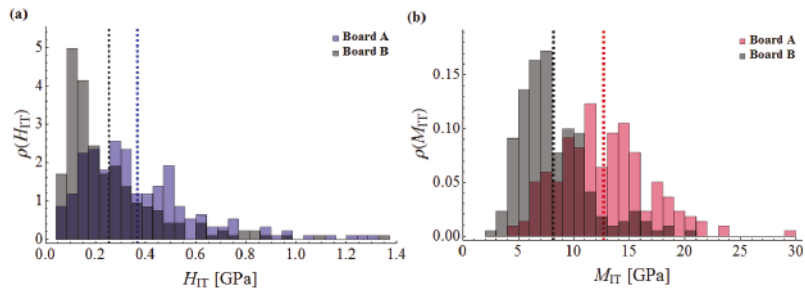 (a)
Board A
Board B
ρ(H_IT)
5
4
3
2
1
0
0 0.2 0.4 0.6 0.8 1.0 1.2 1.4
H_IT [GPa]
(b)
Board A
Board B
ρ(M_IT)
0.15
0.10
0.05
0.00
0 5 10 15 20 25 30
M_IT [GPa]